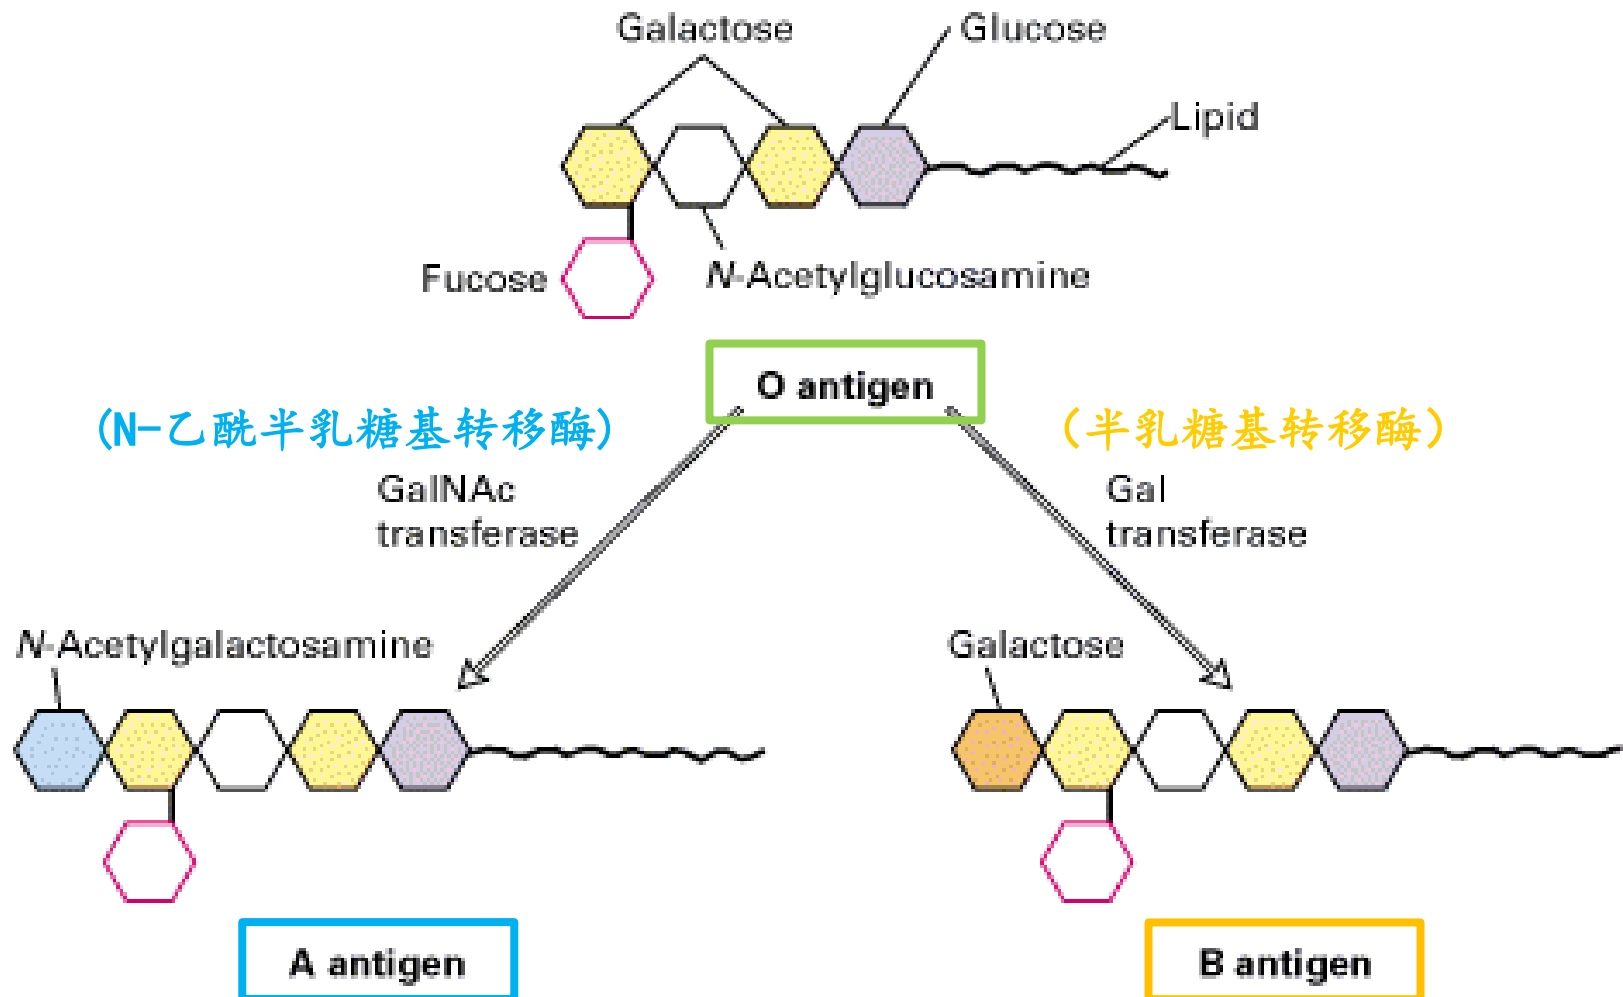 Galactose
Glucose
Lipid
Fucose
N-Acetylglucosamine
O antigen
(N-乙酰半乳糖基转移酶)
(半乳糖基转移酶)
GalNAc
transferase
Gal
transferase
N-Acetylgalactosamine
Galactose
A antigen
B antigen